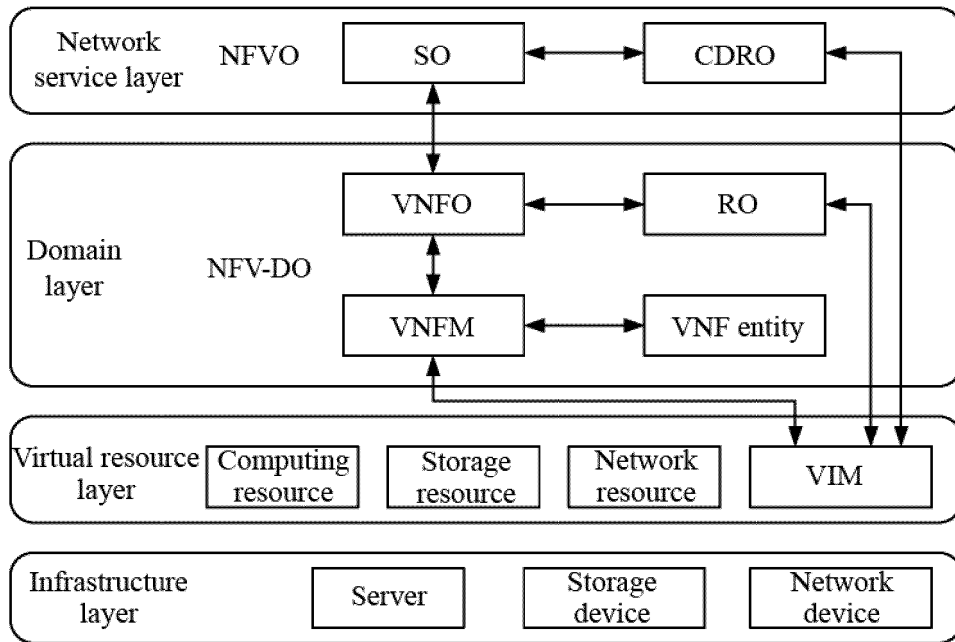 Network
service layer
NFVO
SO
CDRO
Domain
layer
NFV-DO
VNFO
RO
VNFM
VNF entity
Virtual resource
layer
Computing
resource
Storage
resource
Network
resource
VIM
Infrastructure
layer
Server
Storage
device
Network
device